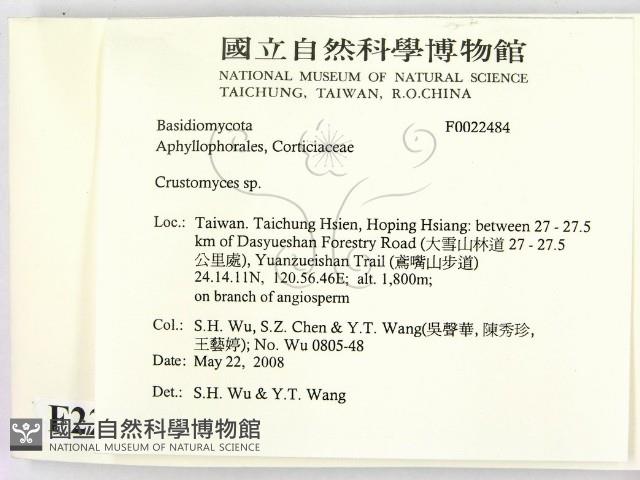 國立自然科學博物館
NATIONAL MUSEUM OF NATURAL SCIENCE
TAICHUNG, TAIWAN, R.O.CHINA
Basidiomycota F0022484
Aphyllophorales, Corticiaceae
Crustomyces sp.
Loc.: Taiwan. Taichung Hsien, Hoping Hsiang: between 27 - 27.5
km of Dasyueshan Forestry Road (大雪山林道 27 - 27.5
公里處), Yuanzueishan Trail (鳶嘴山步道)
24.14.11N, 120.56.46E; alt. 1,800m;
on branch of angiosperm
Col.: S.H. Wu, S.Z. Chen & Y.T. Wang(吳聲華, 陳秀珍,
王藝婷); No. Wu 0805-48
Date: May 22, 2008
Det.: S.H. Wu & Y.T. Wang
F22
國立自然科學博物館
NATIONAL MUSEUM OF NATURAL SCIENCE